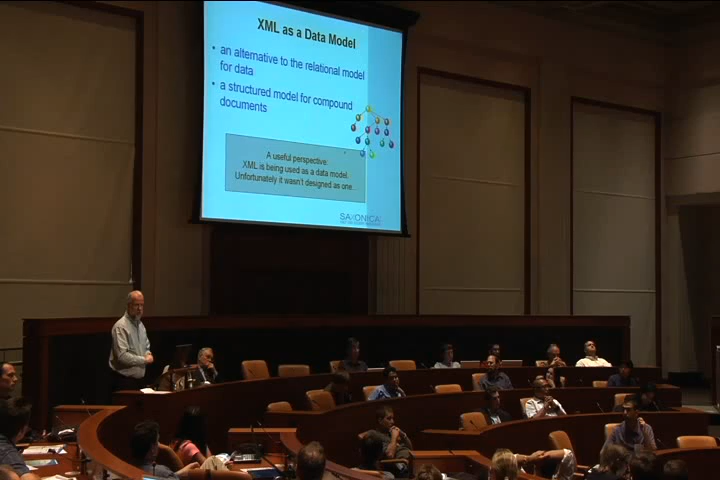 XML as a Data Model
• an alternative to the relational model
for data
• a structured model for compound
documents
A useful perspective:
XML is being used as a data model.
Unfortunately it wasn't designed as one...
SAXONICA